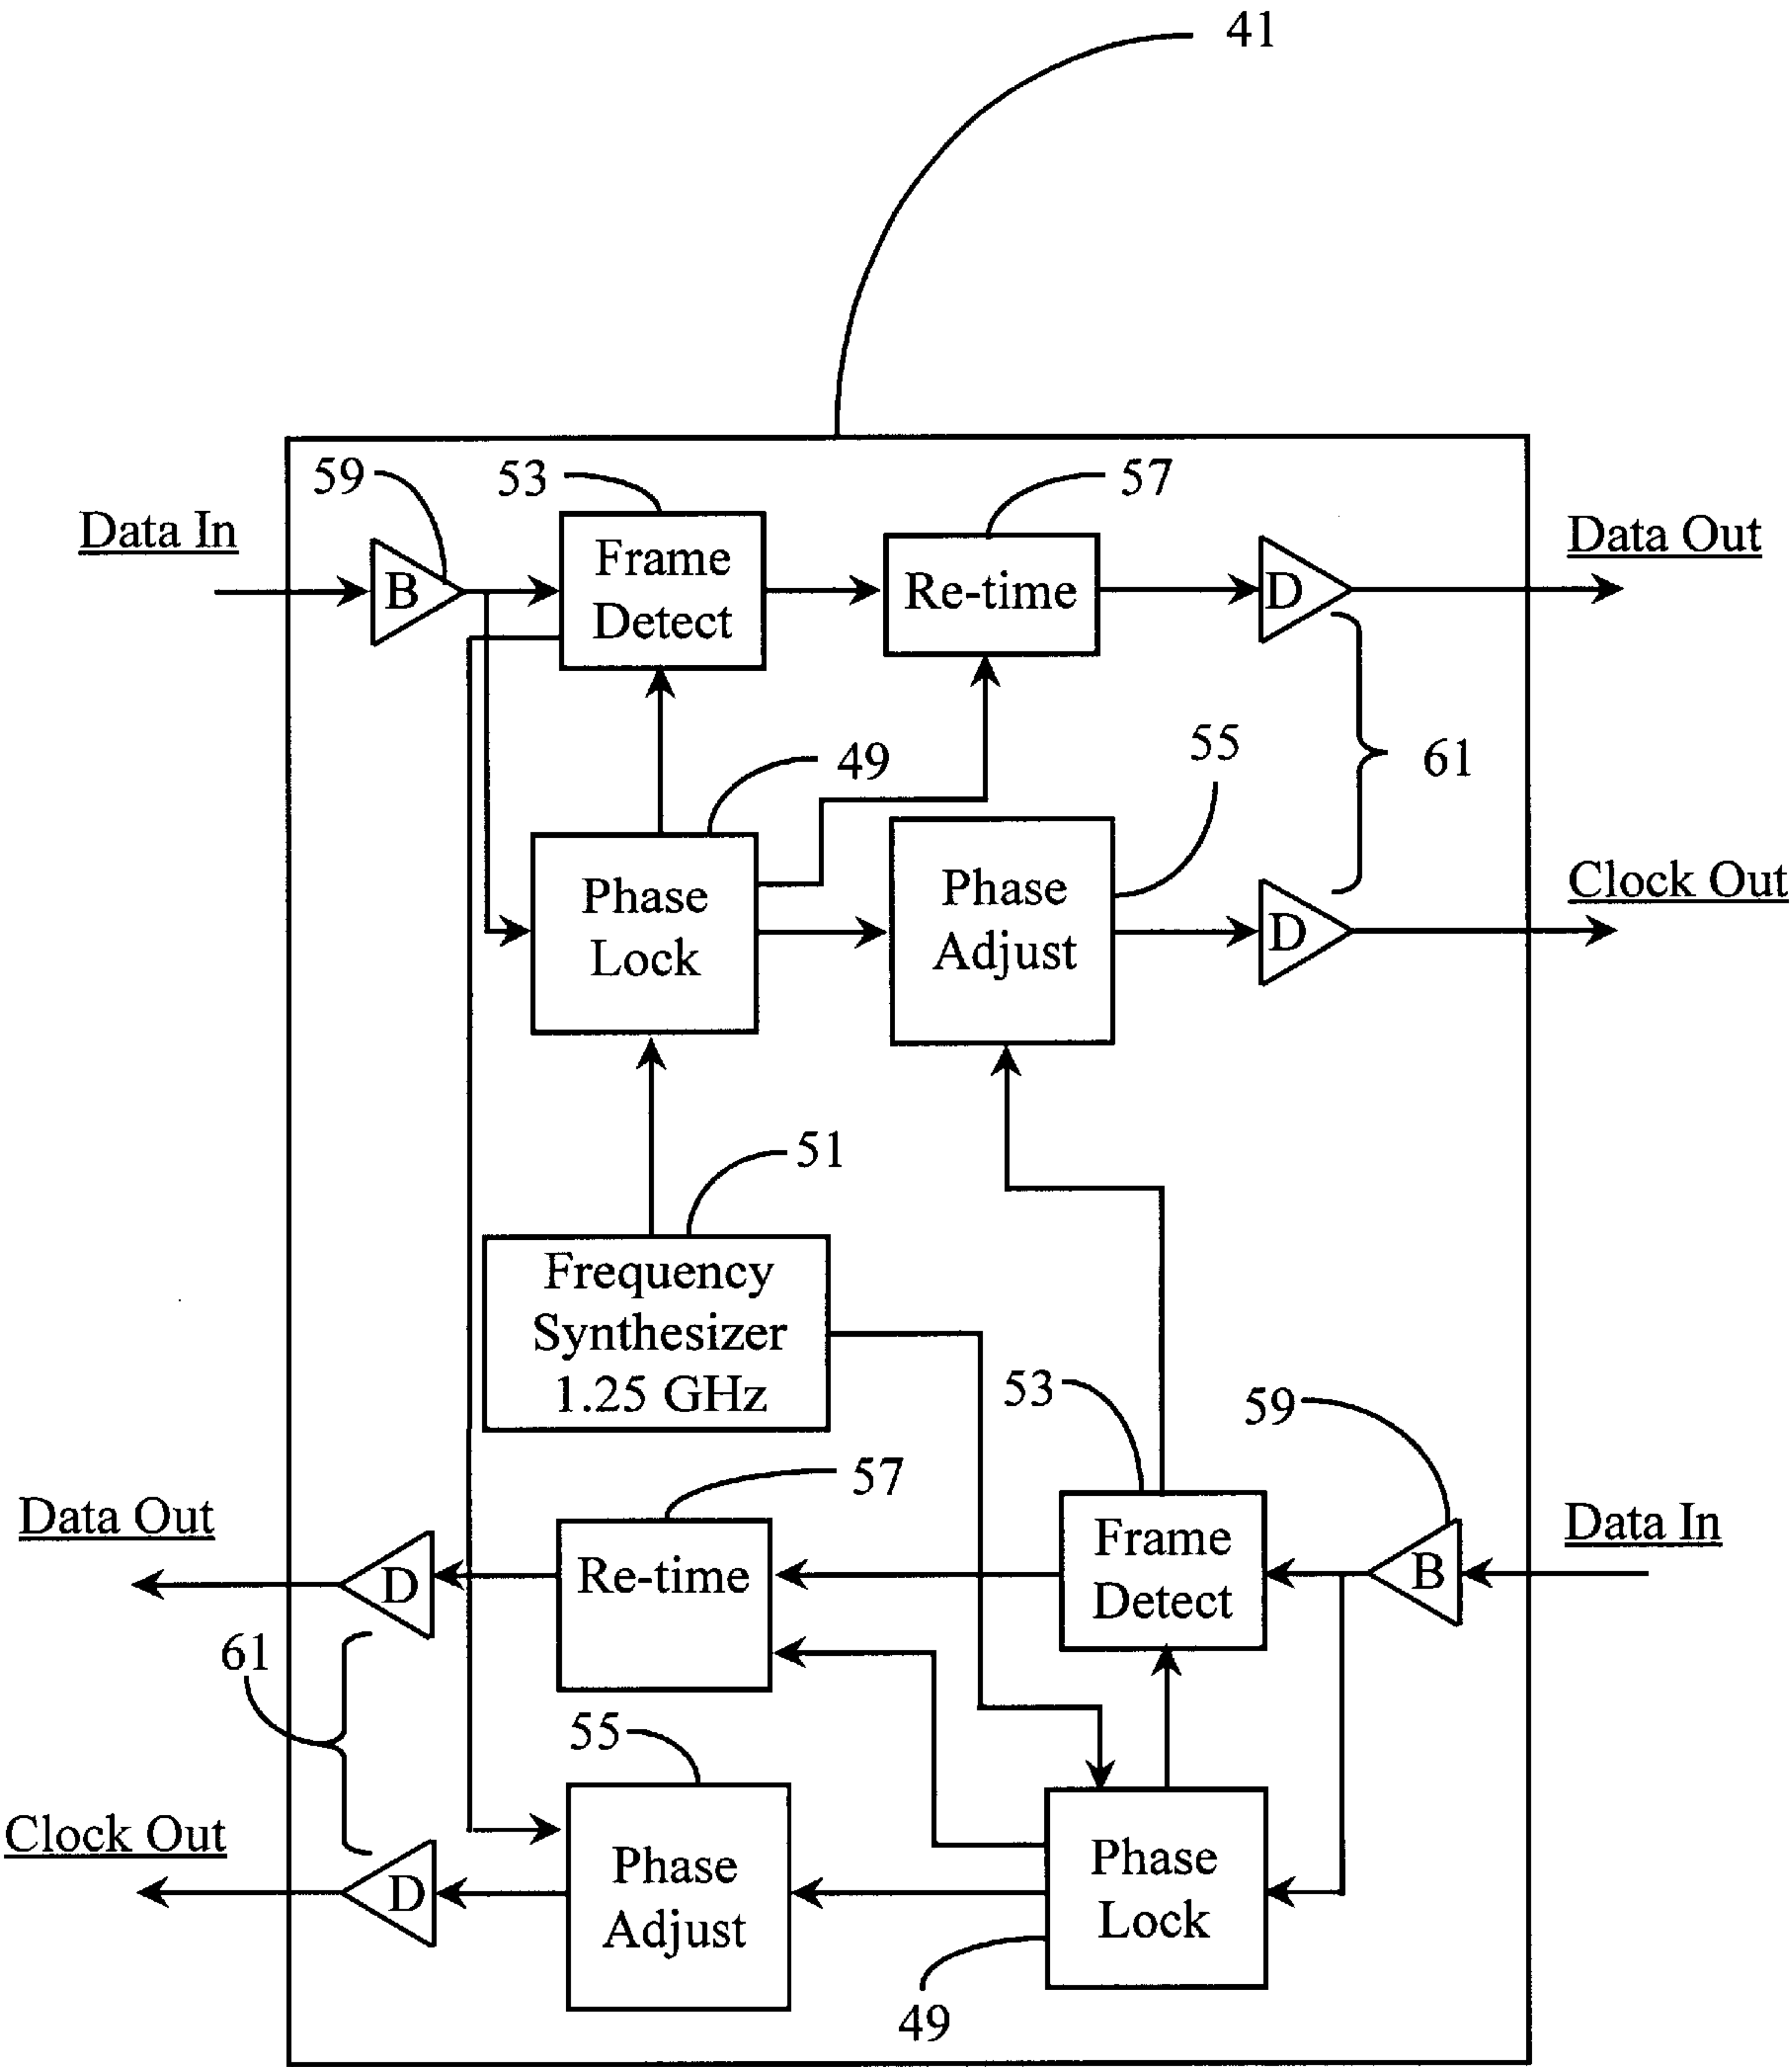 41
59
53
57
Data In
Data Out
Frame
Detect
B
Re-time
D
49
55
61
Phase
Lock
Phase
Adjust
D
Clock Out
51
Frequency
Synthesizer
1.25 GHz
53
59
57
Data Out
Data In
D
Re-time
Frame
Detect
B
61
55
Clock Out
D
Phase
Adjust
Phase
Lock
49